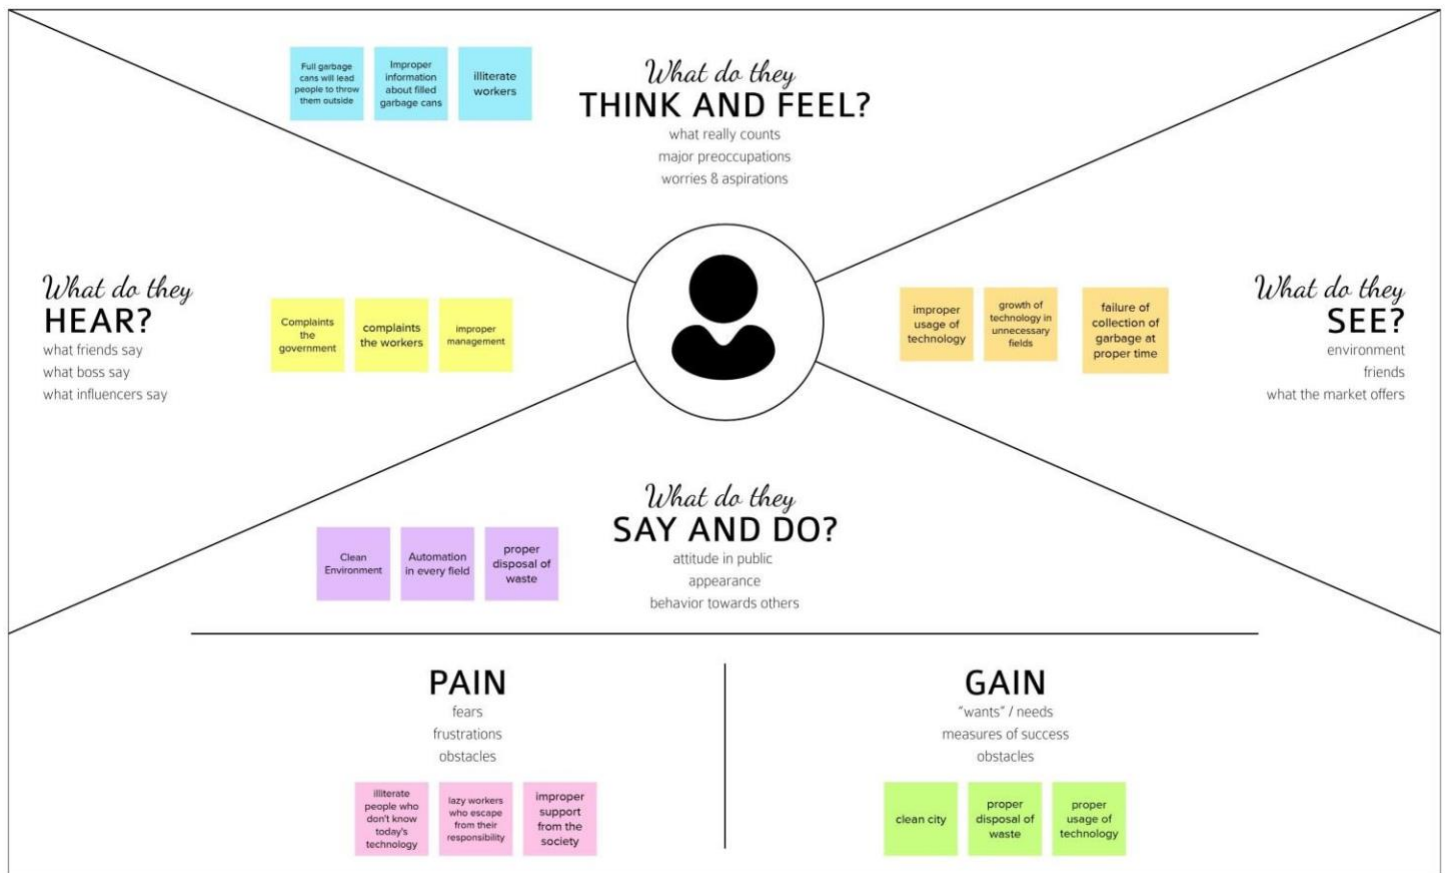 Full garbage
cans will lead
people to throw
them outside
Improper
information
about filled
garbage cans
illiterate
workers
What do they
THINK AND FEEL?
what really counts
major preoccupations
worries & aspirations
What do they
HEAR?
what friends say
what boss say
what influencers say
Complaints
the
government
complaints
the workers
improper
management
improper
usage of
technology
growth of
technology in
unnecessary
fields
failure of
collection of
garbage at
proper time
What do they
SEE?
environment
friends
what the market offers
What do they
SAY AND DO?
attitude in public
appearance
behavior towards others
Clean
Environment
Automation
in every field
proper
disposal of
waste
PAIN
fears
frustrations
obstacles
illiterate
people who
don't know
today's
technology
lazy workers
who escape
from their
responsibility
improper
support
from the
society
GAIN
"wants" / needs
measures of success
obstacles
clean city
proper
disposal of
waste
proper
usage of
technology